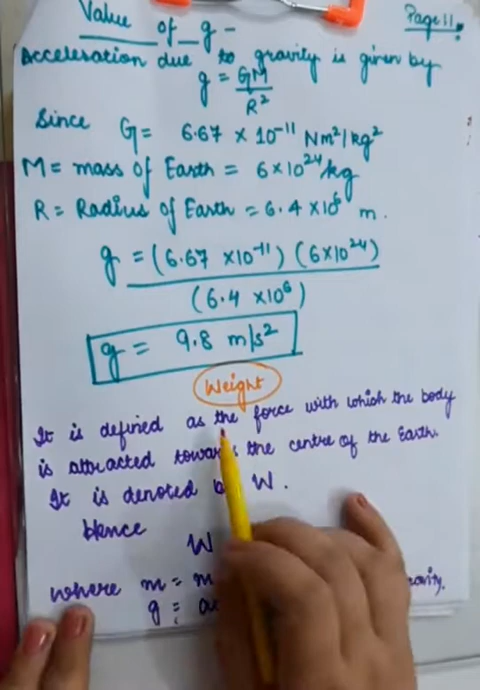 Value of g - Page 11.
Acceleration due to gravity is given by
g = GM
R²
Since G = 6.67 × 10⁻¹¹ Nm²/kg²
M = mass of Earth = 6×10²⁴ kg
R = Radius of Earth = 6.4 ×10⁶ m.
g = (6.67 ×10⁻¹¹) (6×10²⁴)
(6.4 ×10⁶)
g = 9.8 m/s²
Weight
It is defined as the force with which the body
is attracted the centre of the Earth.
It is denoted W.
Hence
W
where m =
g =